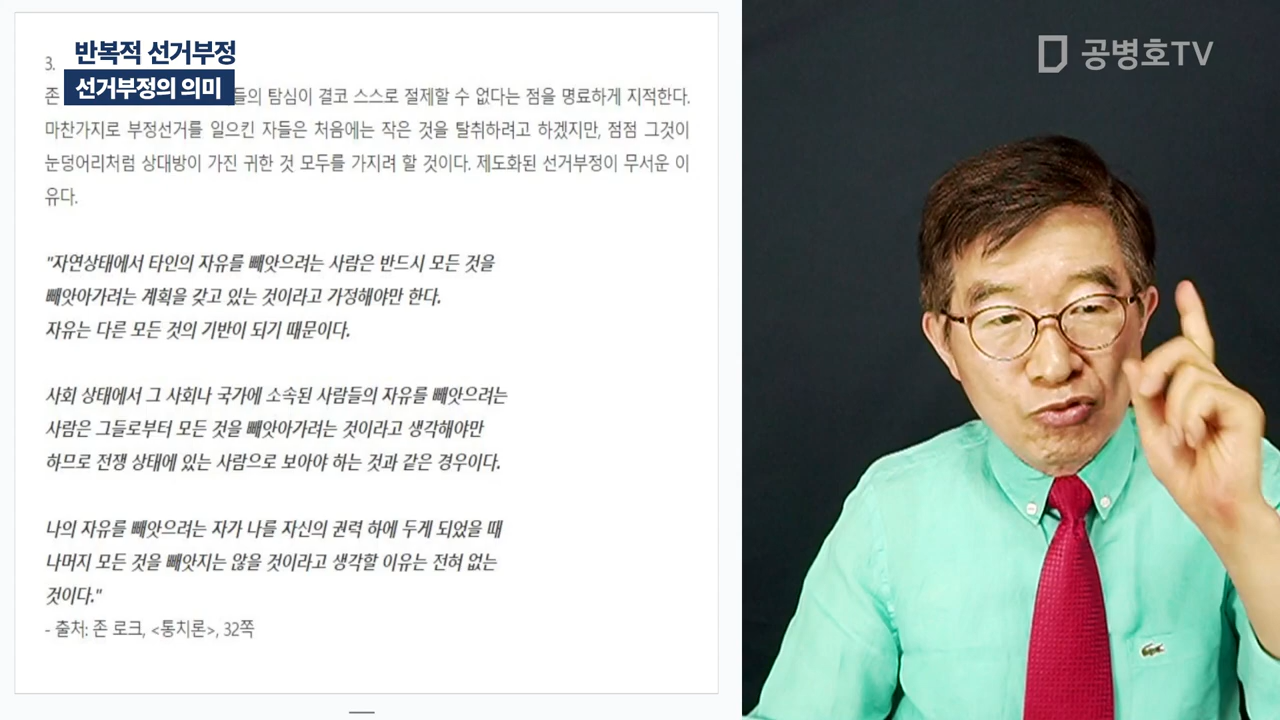 반복적 선거부정
선거부정의 의미
3.
존 들의 탐심이 결코 스스로 절제할 수 없다는 점을 명료하게 지적한다.
마찬가지로 부정선거를 일으킨 자들은 처음에는 작은 것을 탈취하려고 하겠지만, 점점 그것이
눈덩어리처럼 상대방이 가진 귀한 것 모두를 가지려 할 것이다. 제도화된 선거부정이 무서운 이
유다.
"자연상태에서 타인의 자유를 빼앗으려는 사람은 반드시 모든 것을
빼앗아가려는 계획을 갖고 있는 것이라고 가정해야만 한다.
자유는 다른 모든 것의 기반이 되기 때문이다.
사회 상태에서 그 사회나 국가에 소속된 사람들의 자유를 빼앗으려는
사람은 그들로부터 모든 것을 빼앗아가려는 것이라고 생각해야만
하므로 전쟁 상태에 있는 사람으로 보아야 하는 것과 같은 경우이다.
나의 자유를 빼앗으려는 자가 나를 자신의 권력 하에 두게 되었을 때
나머지 모든 것을 빼앗지는 않을 것이라고 생각할 이유는 전혀 없는
것이다."
- 출처: 존 로크, <통치론>, 32쪽
공병호TV